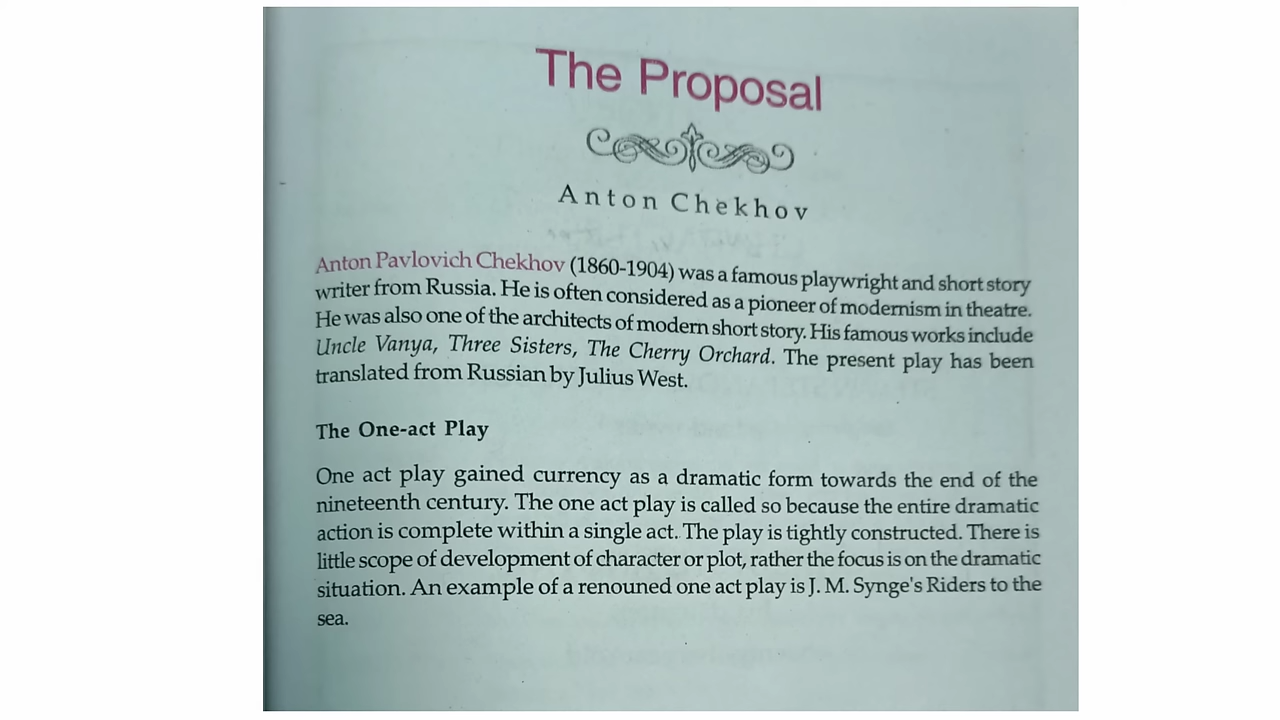 The Proposal
Anton Chekhov
Anton Pavlovich Chekhov (1860-1904) was a famous playwright and short story
writer from Russia. He is often considered as a pioneer of modernism in theatre.
He was also one of the architects of modern short story. His famous works include
Uncle Vanya, Three Sisters, The Cherry Orchard. The present play has been
translated from Russian by Julius West.
The One-act Play
One act play gained currency as a dramatic form towards the end of the
nineteenth century. The one act play is called so because the entire dramatic
action is complete within a single act. The play is tightly constructed. There is
little scope of development of character or plot, rather the focus is on the dramatic
situation. An example of a renouned one act play is J. M. Synge's Riders to the
sea.